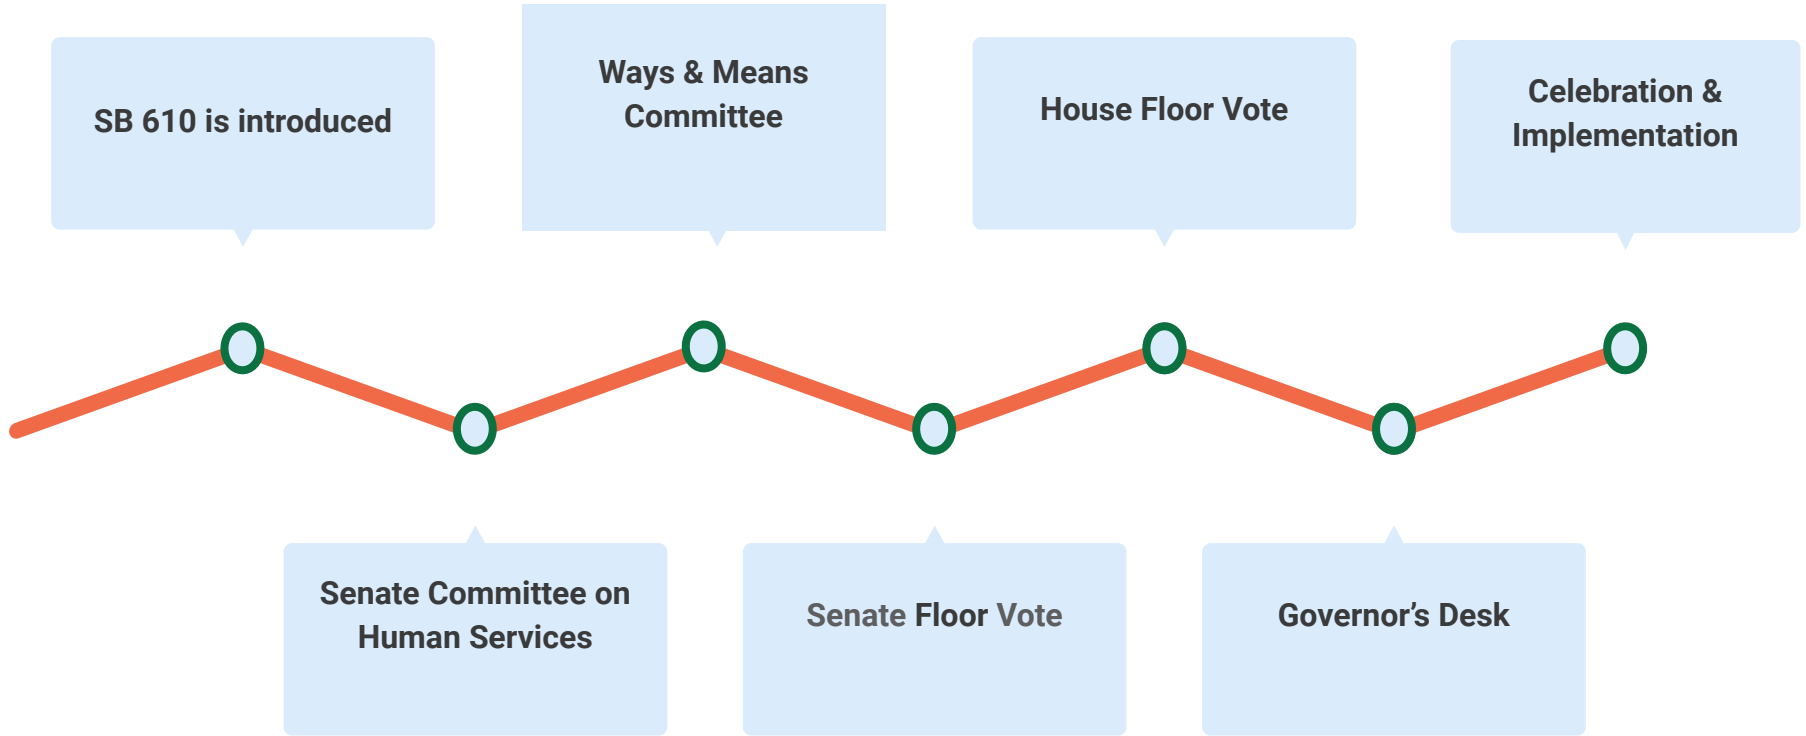 SB 610 is introduced
Senate Committee on
Human Services
Ways & Means
Committee
Senate Floor Vote
House Floor Vote
Governor’s Desk
Celebration &
Implementation